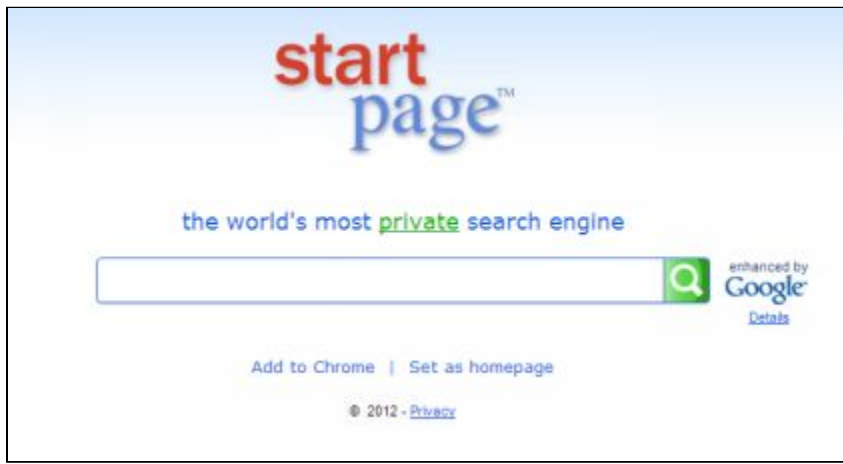 start
page™
the world's most private search engine
enhanced by
Google™
Details
Add to Chrome | Set as homepage
© 2012 - Privacy